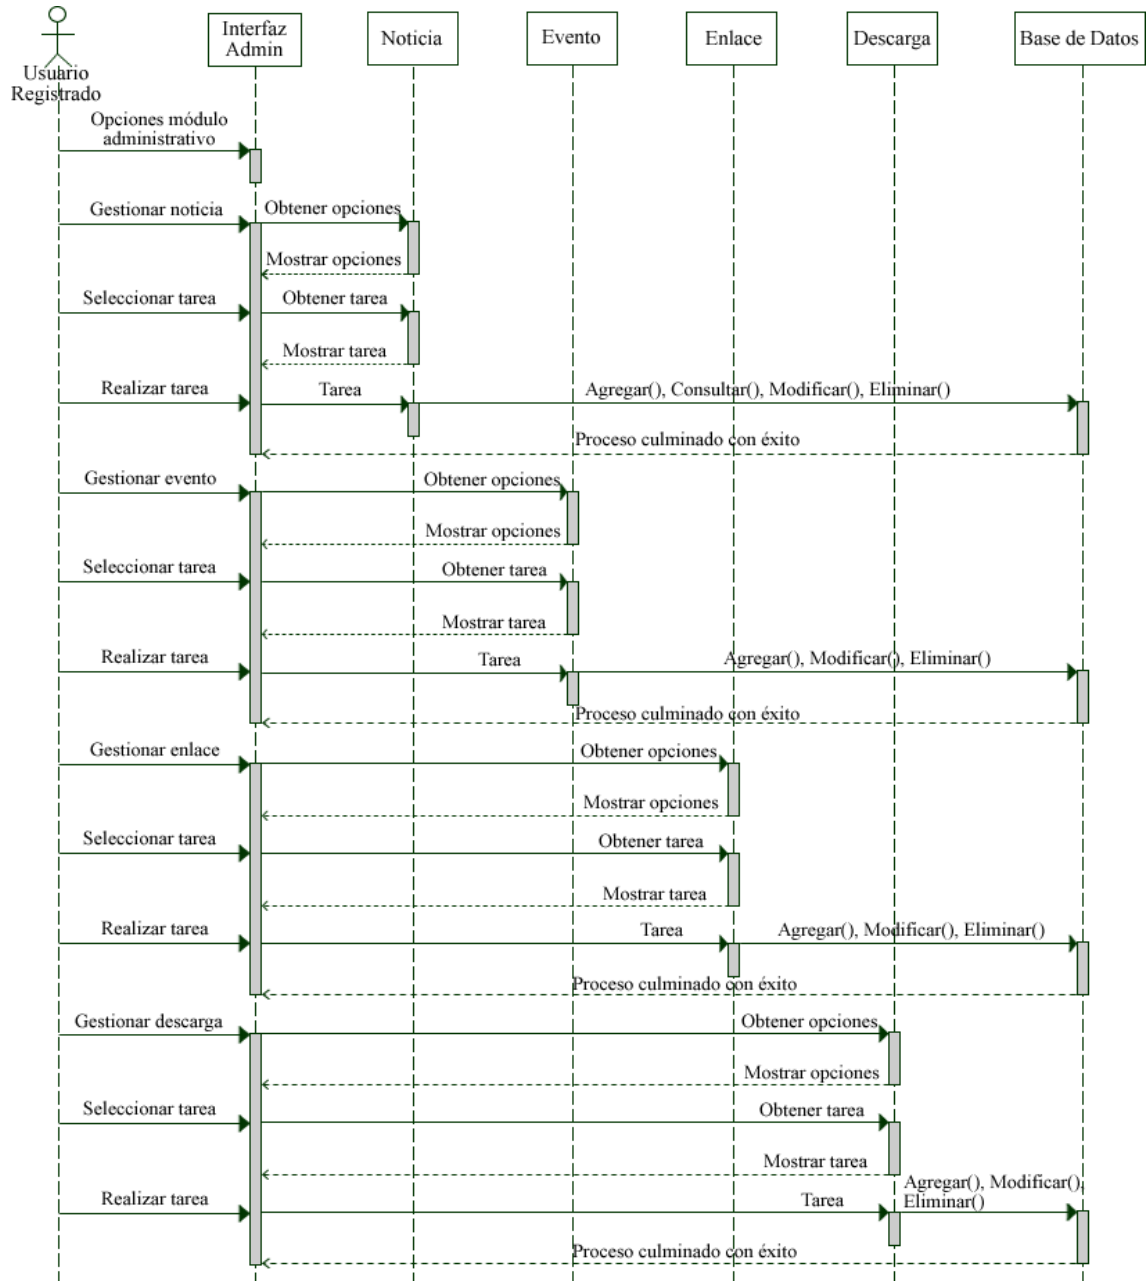 Interfaz
Admin
Noticia
Evento
Enlace
Descarga
Base de Datos
Usuario
Registrado
Opciones módulo
administrativo
Gestionar noticia
Obtener opciones
Mostrar opciones
Seleccionar tarea
Obtener tarea
Mostrar tarea
Realizar tarea
Tarea
Agregar(), Consultar(), Modificar(), Eliminar()
Proceso culminado con éxito
Gestionar evento
Obtener opciones
Mostrar opciones
Seleccionar tarea
Obtener tarea
Mostrar tarea
Realizar tarea
Tarea
Agregar(), Modificar(), Eliminar()
Proceso culminado con éxito
Gestionar enlace
Obtener opciones
Mostrar opciones
Seleccionar tarea
Obtener tarea
Mostrar tarea
Realizar tarea
Tarea
Agregar(), Modificar(), Eliminar()
Proceso culminado con éxito
Gestionar descarga
Obtener opciones
Mostrar opciones
Seleccionar tarea
Obtener tarea
Mostrar tarea
Realizar tarea
Tarea
Agregar(), Modificar(),
Eliminar()
Proceso culminado con éxito